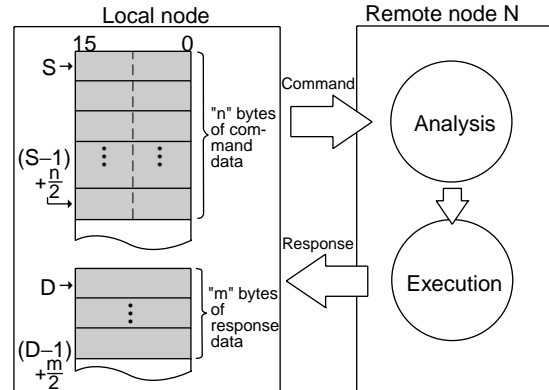 Local node
Remote node N
15 0
S
"n" bytes
of com-
mand
data
(S–1)
+n/2
Command
Analysis
Response
Execution
D
"m" bytes
of
response
data
(D–1)
+m/2